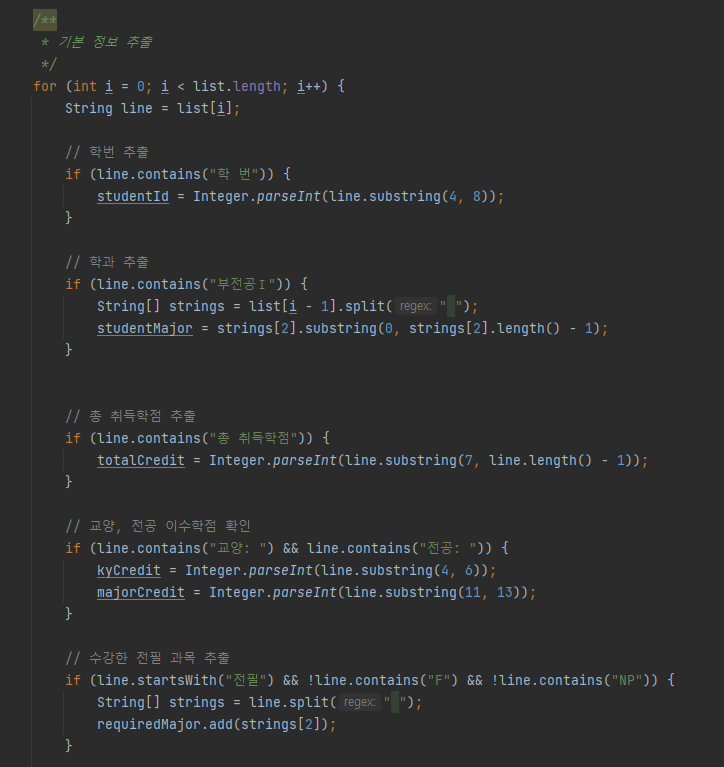 /**
 * 기본 정보 추출
 */
for (int i = 0; i < list.length; i++) {
    String line = list[i];

    // 학번 추출
    if (line.contains("학 번")) {
        studentId = Integer.parseInt(line.substring(4, 8));
    }

    // 학과 추출
    if (line.contains("부전공Ⅰ")) {
        String[] strings = list[i - 1].split( regex: " ");
        studentMajor = strings[2].substring(0, strings[2].length() - 1);
    }


    // 총 취득학점 추출
    if (line.contains("총 취득학점")) {
        totalCredit = Integer.parseInt(line.substring(7, line.length() - 1));
    }

    // 교양, 전공 이수학점 확인
    if (line.contains("교양: ") && line.contains("전공: ")) {
        kyCredit = Integer.parseInt(line.substring(4, 6));
        majorCredit = Integer.parseInt(line.substring(11, 13));
    }

    // 수강한 전필 과목 추출
    if (line.startsWith("전필") && !line.contains("F") && !line.contains("NP")) {
        String[] strings = line.split( regex: " ");
        requiredMajor.add(strings[2]);
    }